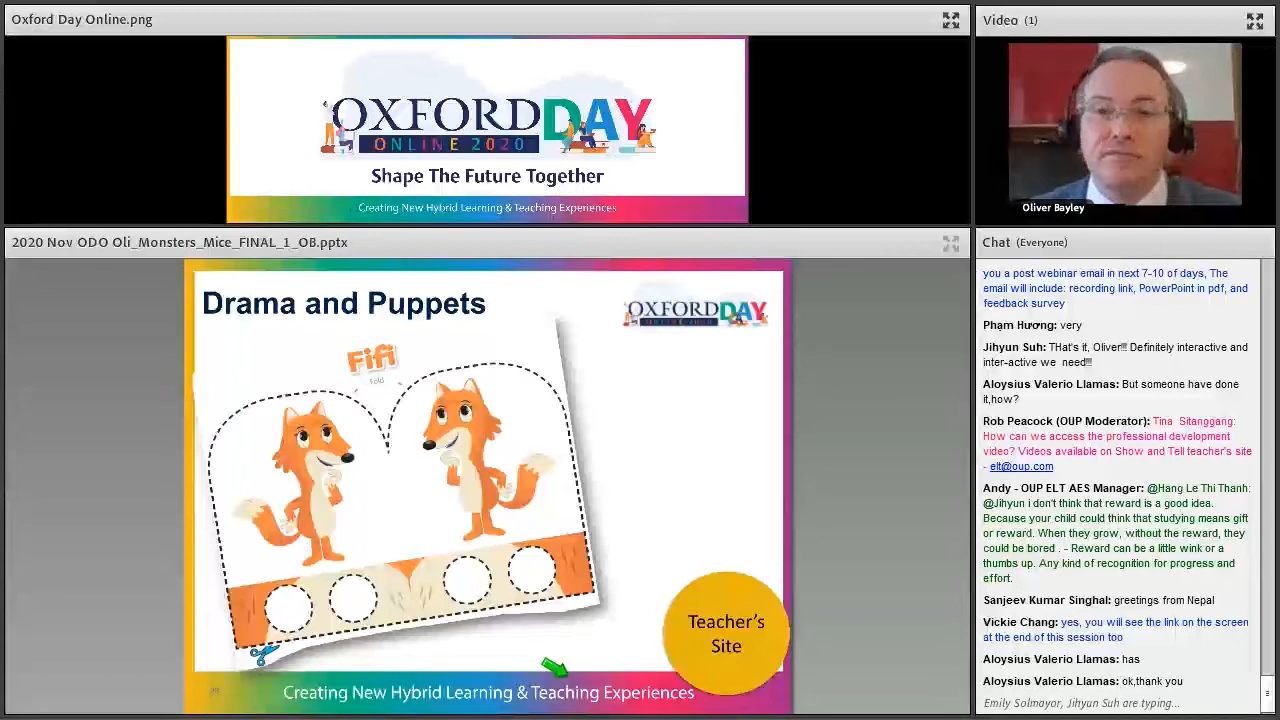 Oxford Day Online.png
OXFORD DAY
ONLINE 2020
Shape The Future Together
Creating New Hybrid Learning & Teaching Experiences
Video (1)
Oliver Bayley
2020 Nov ODO Oli_Monsters_Mice_FINAL_1_OB.pptx
Drama and Puppets
OXFORD DAY
Fifi
Fold
Teacher's
Site
Creating New Hybrid Learning & Teaching Experiences
Chat (Everyone)
you a post webinar email in next 7-10 of days, The
email will include: recording link, PowerPoint in pdf, and
feedback survey
Phạm Hương: very
Jihyun Suh: THat's it, Oliver!!! Definitely interactive and
inter-active we need!!!
Aloysius Valerio Llamas: But someone have done
it,how?
Rob Peacock (OUP Moderator): Tina Sitanggang:
How can we access the professional development
video? Videos available on Show and Tell teacher's site
- elt@oup.com
Andy - OUP ELT AES Manager: @Hang Le Thi Thanh:
@Jihyun i don't think that reward is a good idea.
Because your child could think that studying means gift
or reward. When they grow, without the reward, they
could be bored . - Reward can be a little wink or a
thumbs up. Any kind of recognition for progress and
effort.
Sanjeev Kumar Singhal: greetings from Nepal
Vickie Chang: yes, you will see the link on the screen
at the end of this session too
Aloysius Valerio Llamas: has
Aloysius Valerio Llamas: ok,thank you
Emily Solmayor, Jihyun Suh are typing...